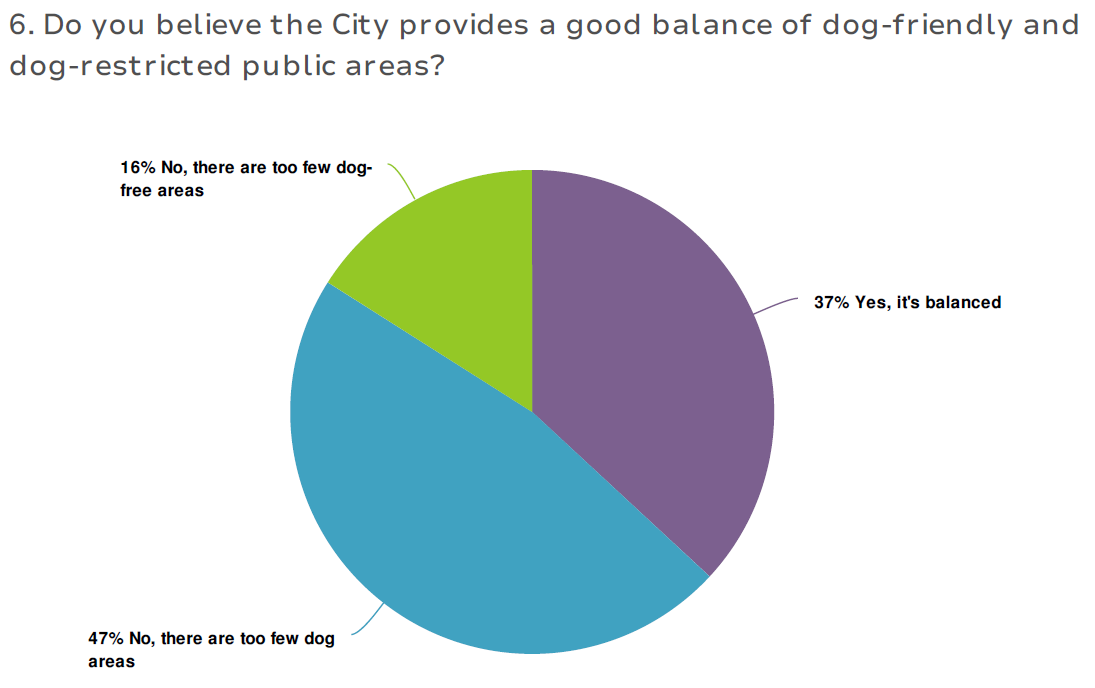 6. Do you believe the City provides a good balance of dog-friendly and
dog-restricted public areas?
16% No, there are too few dog-
free areas
37% Yes, it's balanced
47% No, there are too few dog
areas